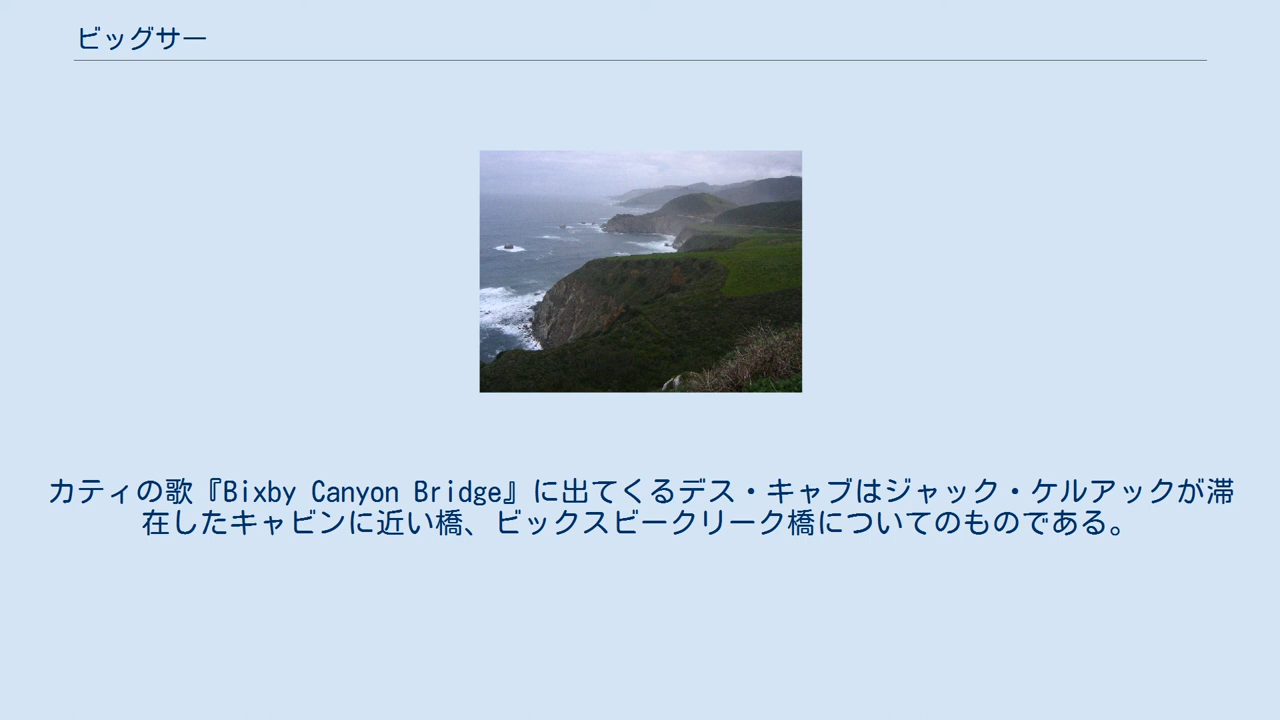 ビッグサー
カティの歌『Bixby Canyon Bridge』に出てくるデス・キャブはジャック・ケルアックが滞
在したキャビンに近い橋、ビックスビークリーク橋についてのものである。